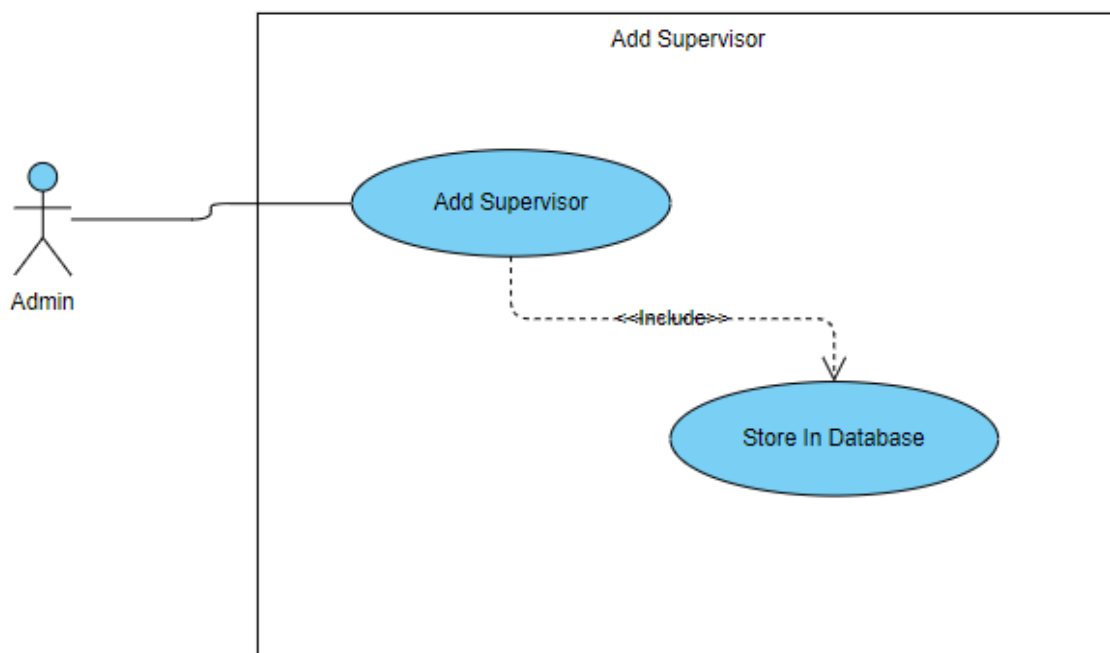 Add Supervisor
Add Supervisor
Admin
<<Include>>
Store In Database